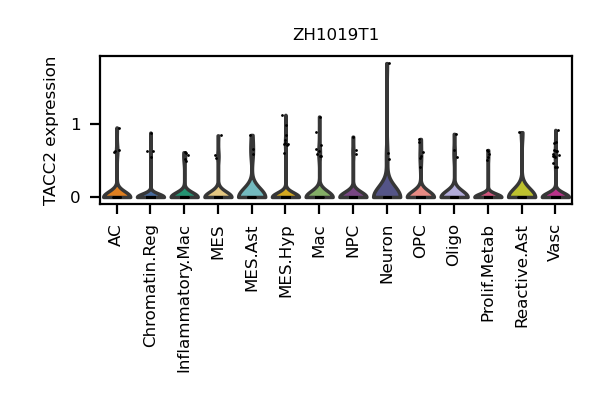 ZH1019T1
TACC2 expression
1
0
AC
Chromatin.Reg
Inflammatory.Mac
MES
MES.Ast
MES.Hyp
Mac
NPC
Neuron
OPC
Oligo
Prolif.Metab
Reactive.Ast
Vasc